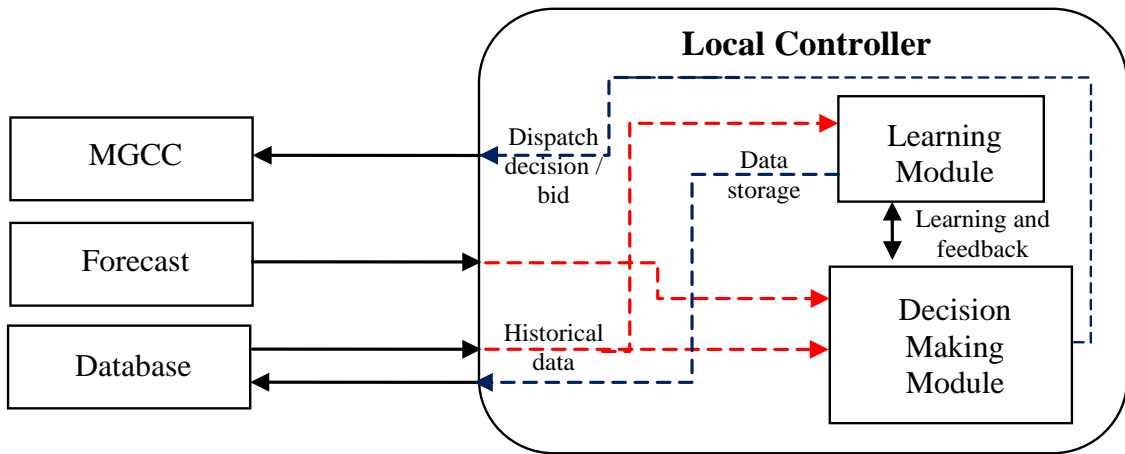 Local Controller
MGCC
Forecast
Database
Dispatch
decision /
bid
Data
storage
Learning
Module
Learning and
feedback
Historical
data
Decision
Making
Module